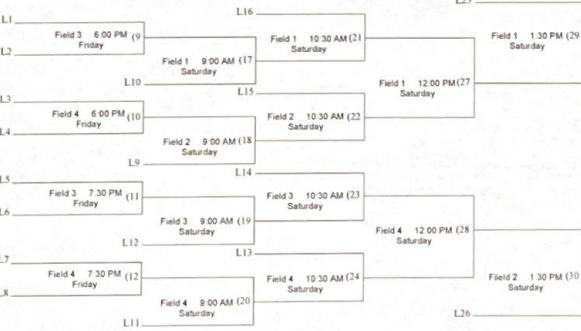 L16
L1
Field 3 6:00 PM (9
Friday
Field 1 10:30 AM (21
Saturday
Field 1 1:30 PM (29
Saturday
L2
Field 1 9:00 AM (17
Saturday
L10
Field 1 12:00 PM (27
Saturday
L15
L3
Field 4 6:00 PM (10
Friday
Field 2 10:30 AM (22
Saturday
L4
Field 2 9:00 AM (18
Saturday
L9
L14
L5
Field 3 7:30 PM (11
Friday
Field 3 10:30 AM (23
Saturday
L6
Field 3 9:00 AM (19
Saturday
Field 4 12:00 PM (28
Saturday
L12
L13
L7
Field 4 7:30 PM (12
Friday
Field 4 10:30 AM (24
Saturday
Field 2 1:30 PM (30
Saturday
L8
Field 4 9:00 AM (20
Saturday
L11
L26